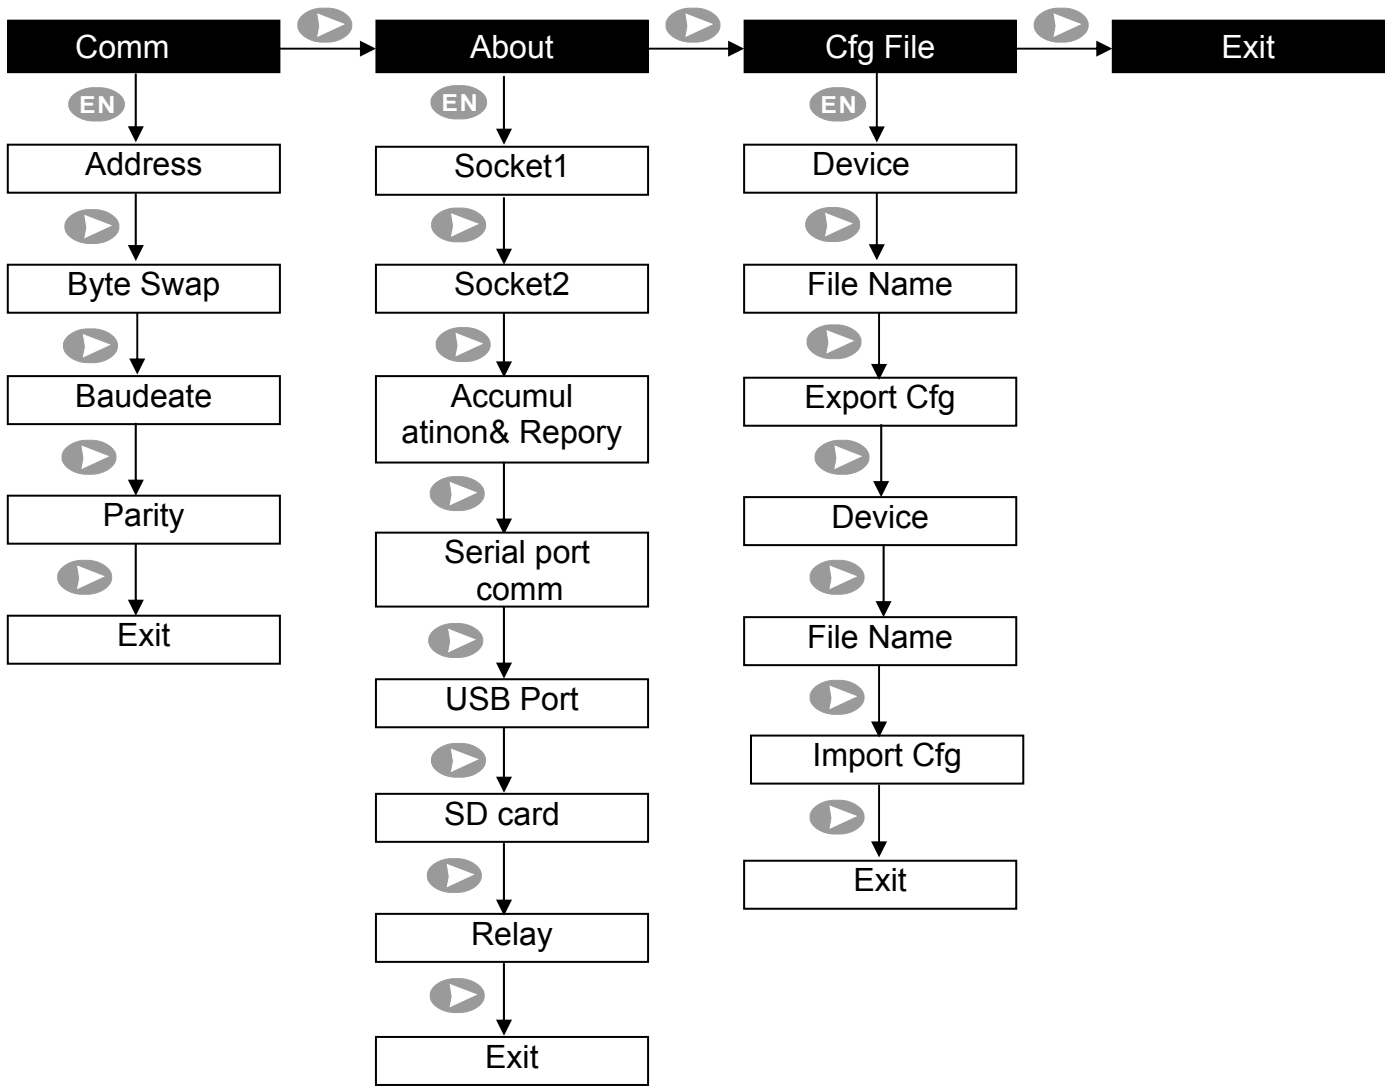 Comm
About
Cfg File
Exit
EN
Address
Byte Swap
Baudeate
Parity
Exit
EN
Socket1
Socket2
Accumul
atinon& Repory
Serial port
comm
USB Port
SD card
Relay
Exit
EN
Device
File Name
Export Cfg
Device
File Name
Import Cfg
Exit